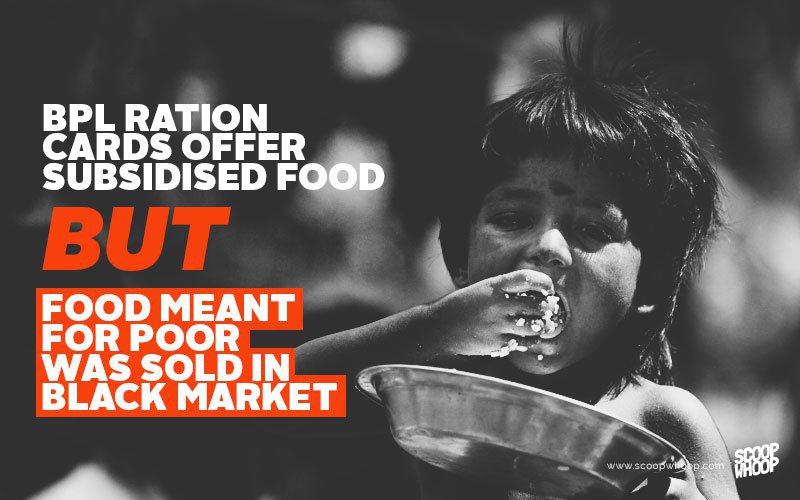 BPL RATION
CARDS OFFER
SUBSIDISED FOOD
BUT
FOOD MEANT
FOR POOR
WAS SOLD IN
BLACK MARKET
www.scoopwhoop.com
SCOOP
WHOOP